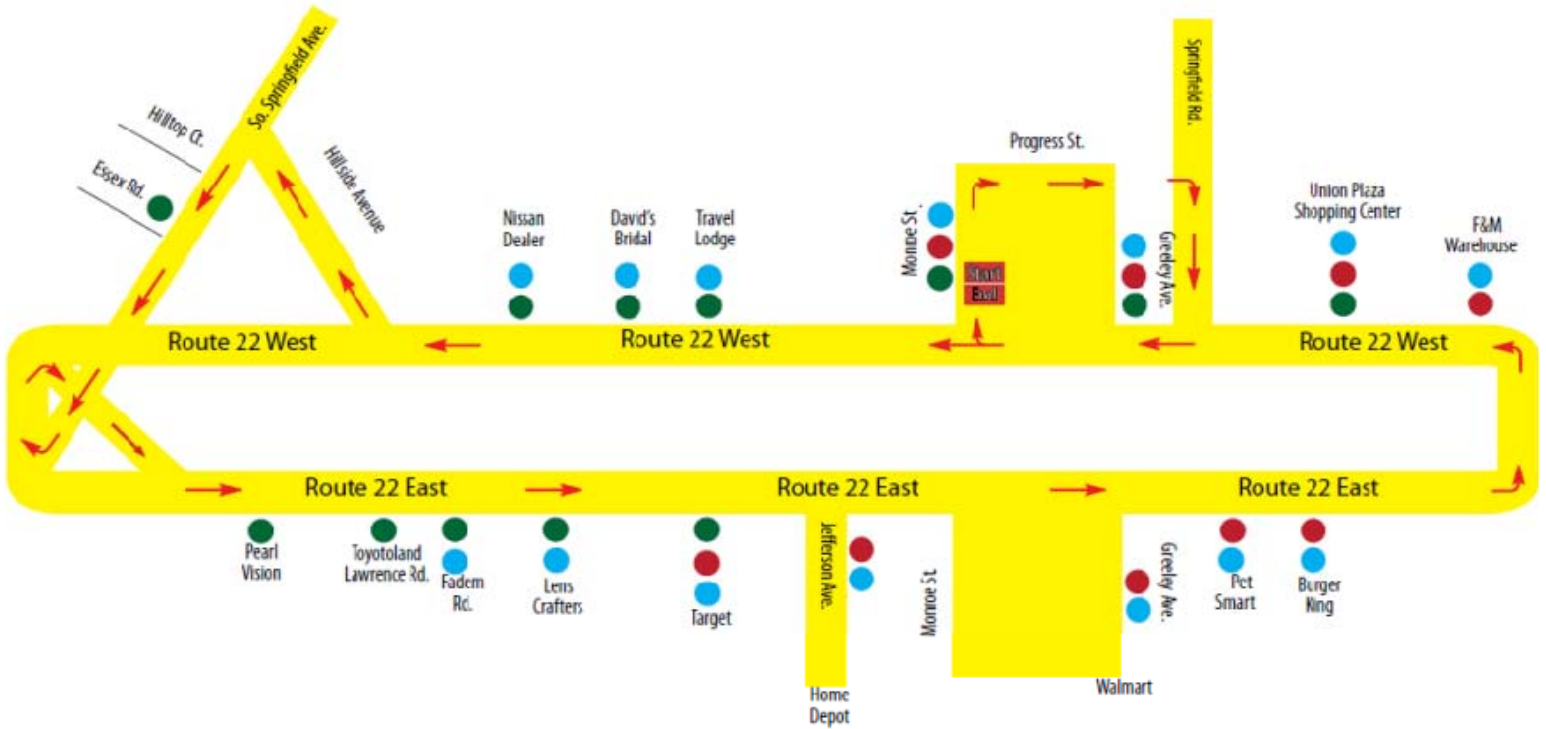 So. Springfield Ave.
Hilltop Ct.
Essex Rd.
Hillside Avenue
Nissan
Dealer
David's
Bridal
Travel
Lodge
Monroe St.
Progress St.
Start
End
Greeley Ave.
Springfield Rd.
Union Plaza
Shopping Center
F&M
Warehouse
Route 22 West
Route 22 West
Route 22 West
Route 22 East
Route 22 East
Route 22 East
Pearl
Vision
Toyotoland
Lawrence Rd.
Fadem
Rd.
Lens
Crafters
Target
Jefferson Ave.
Home
Depot
Monroe St.
Greeley Ave.
Walmart
Pet
Smart
Burger
King